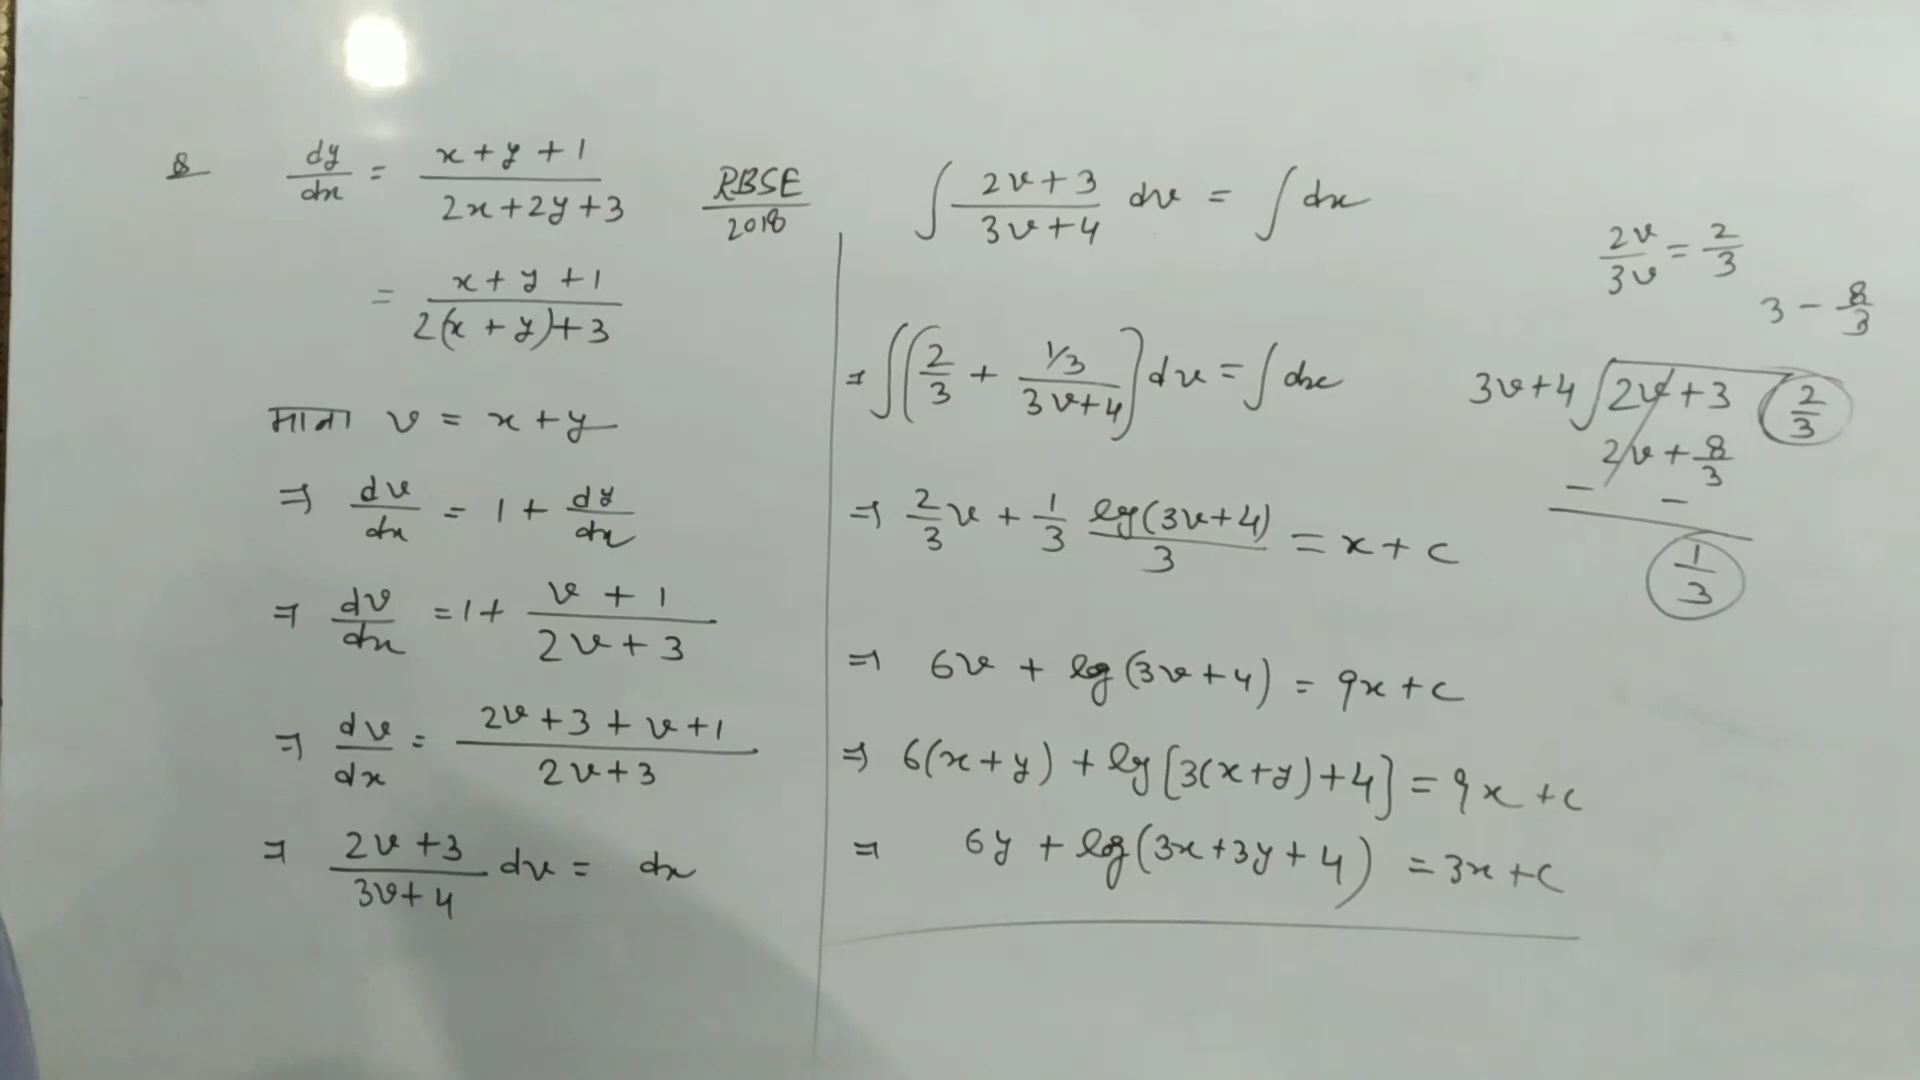 Q dy/dx = (x + y + 1)/(2x + 2y + 3) RBSE 2018
= (x + y + 1)/(2(x + y) + 3)
माना v = x + y
⇒ dv/dx = 1 + dy/dx
⇒ dv/dx = 1 + (v + 1)/(2v + 3)
⇒ dv/dx = (2v + 3 + v + 1)/(2v + 3)
⇒ (2v + 3)/(3v + 4) dv = dx
∫ (2v + 3)/(3v + 4) dv = ∫ dx
⇒ ∫ (2/3 + (1/3)/(3v + 4)) dv = ∫ dx
⇒ 2/3 v + 1/3 log(3v + 4)/3 = x + c
⇒ 6v + log(3v + 4) = 9x + c
⇒ 6(x + y) + log[3(x + y) + 4] = 9x + c
⇒ 6y + log(3x + 3y + 4) = 3x + c
2v/3v = 2/3
3 - 8/3
3v + 4 √ 2v + 3 ( 2/3
2v + 8/3
- -
1/3